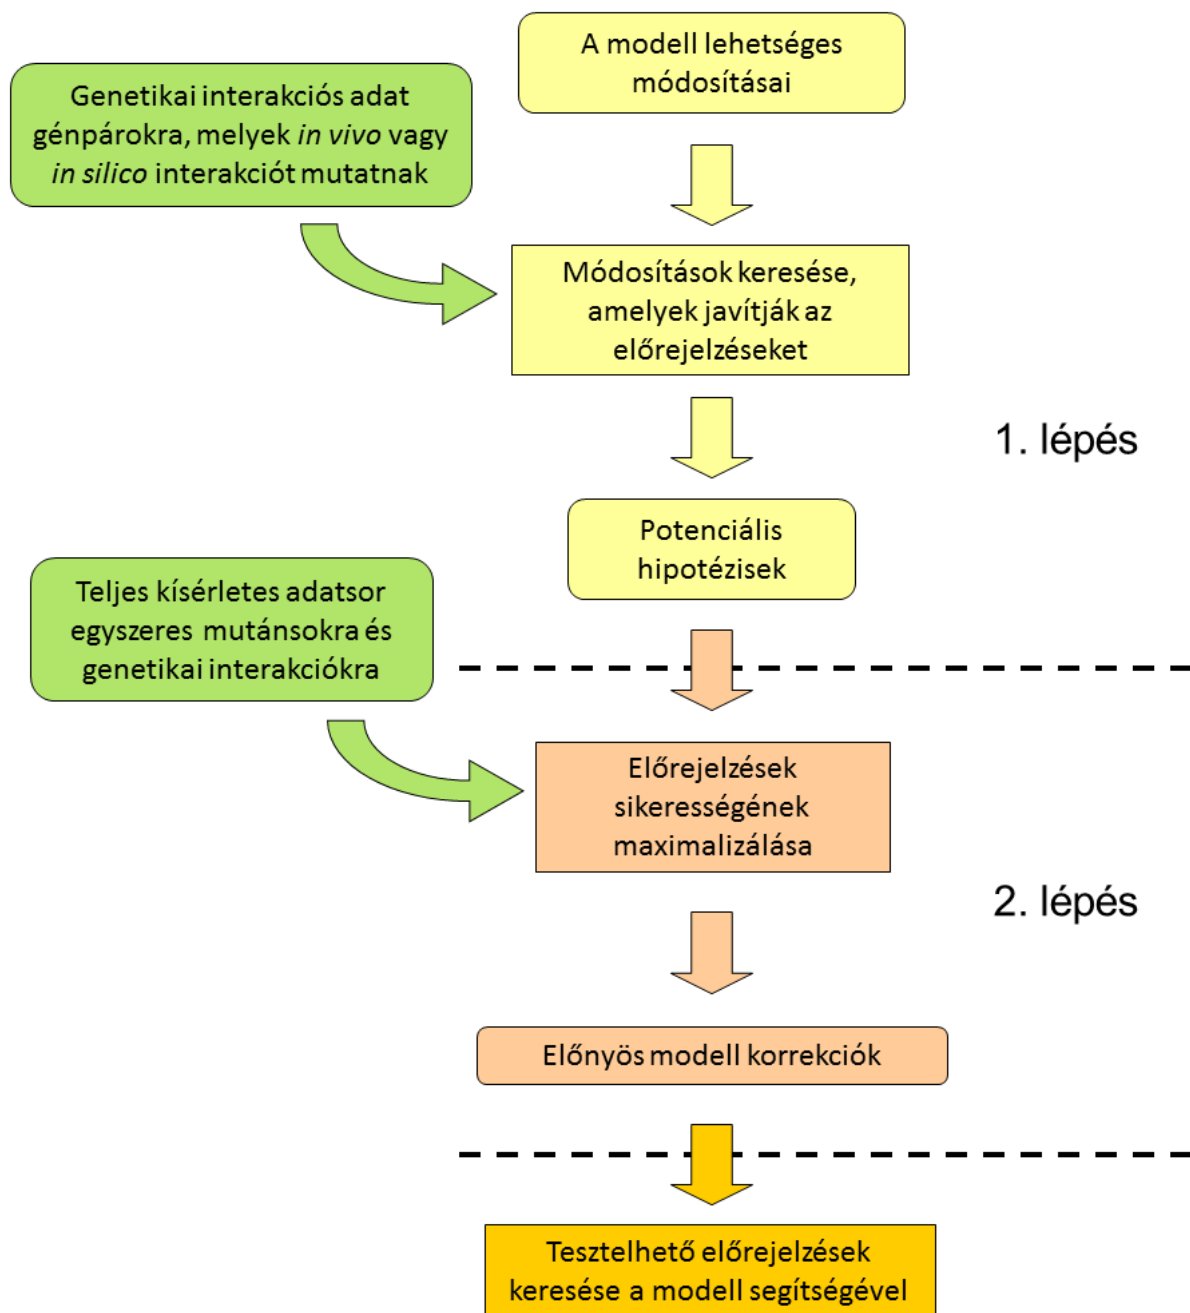 A modell lehetséges
módosításai
Genetikai interakciós adat
génpárokra, melyek in vivo vagy
in silico interakciót mutatnak
Módosítások keresése,
amelyek javítják az
előrejelzéseket
1. lépés
Potenciális
hipotézisek
Teljes kísérletes adatsor
egyszeres mutánsokra és
genetikai interakciókra
Előrejelzések
sikerességének
maximalizálása
2. lépés
Előnyös modell korrekciók
Tesztelhető előrejelzések
keresése a modell segítségével